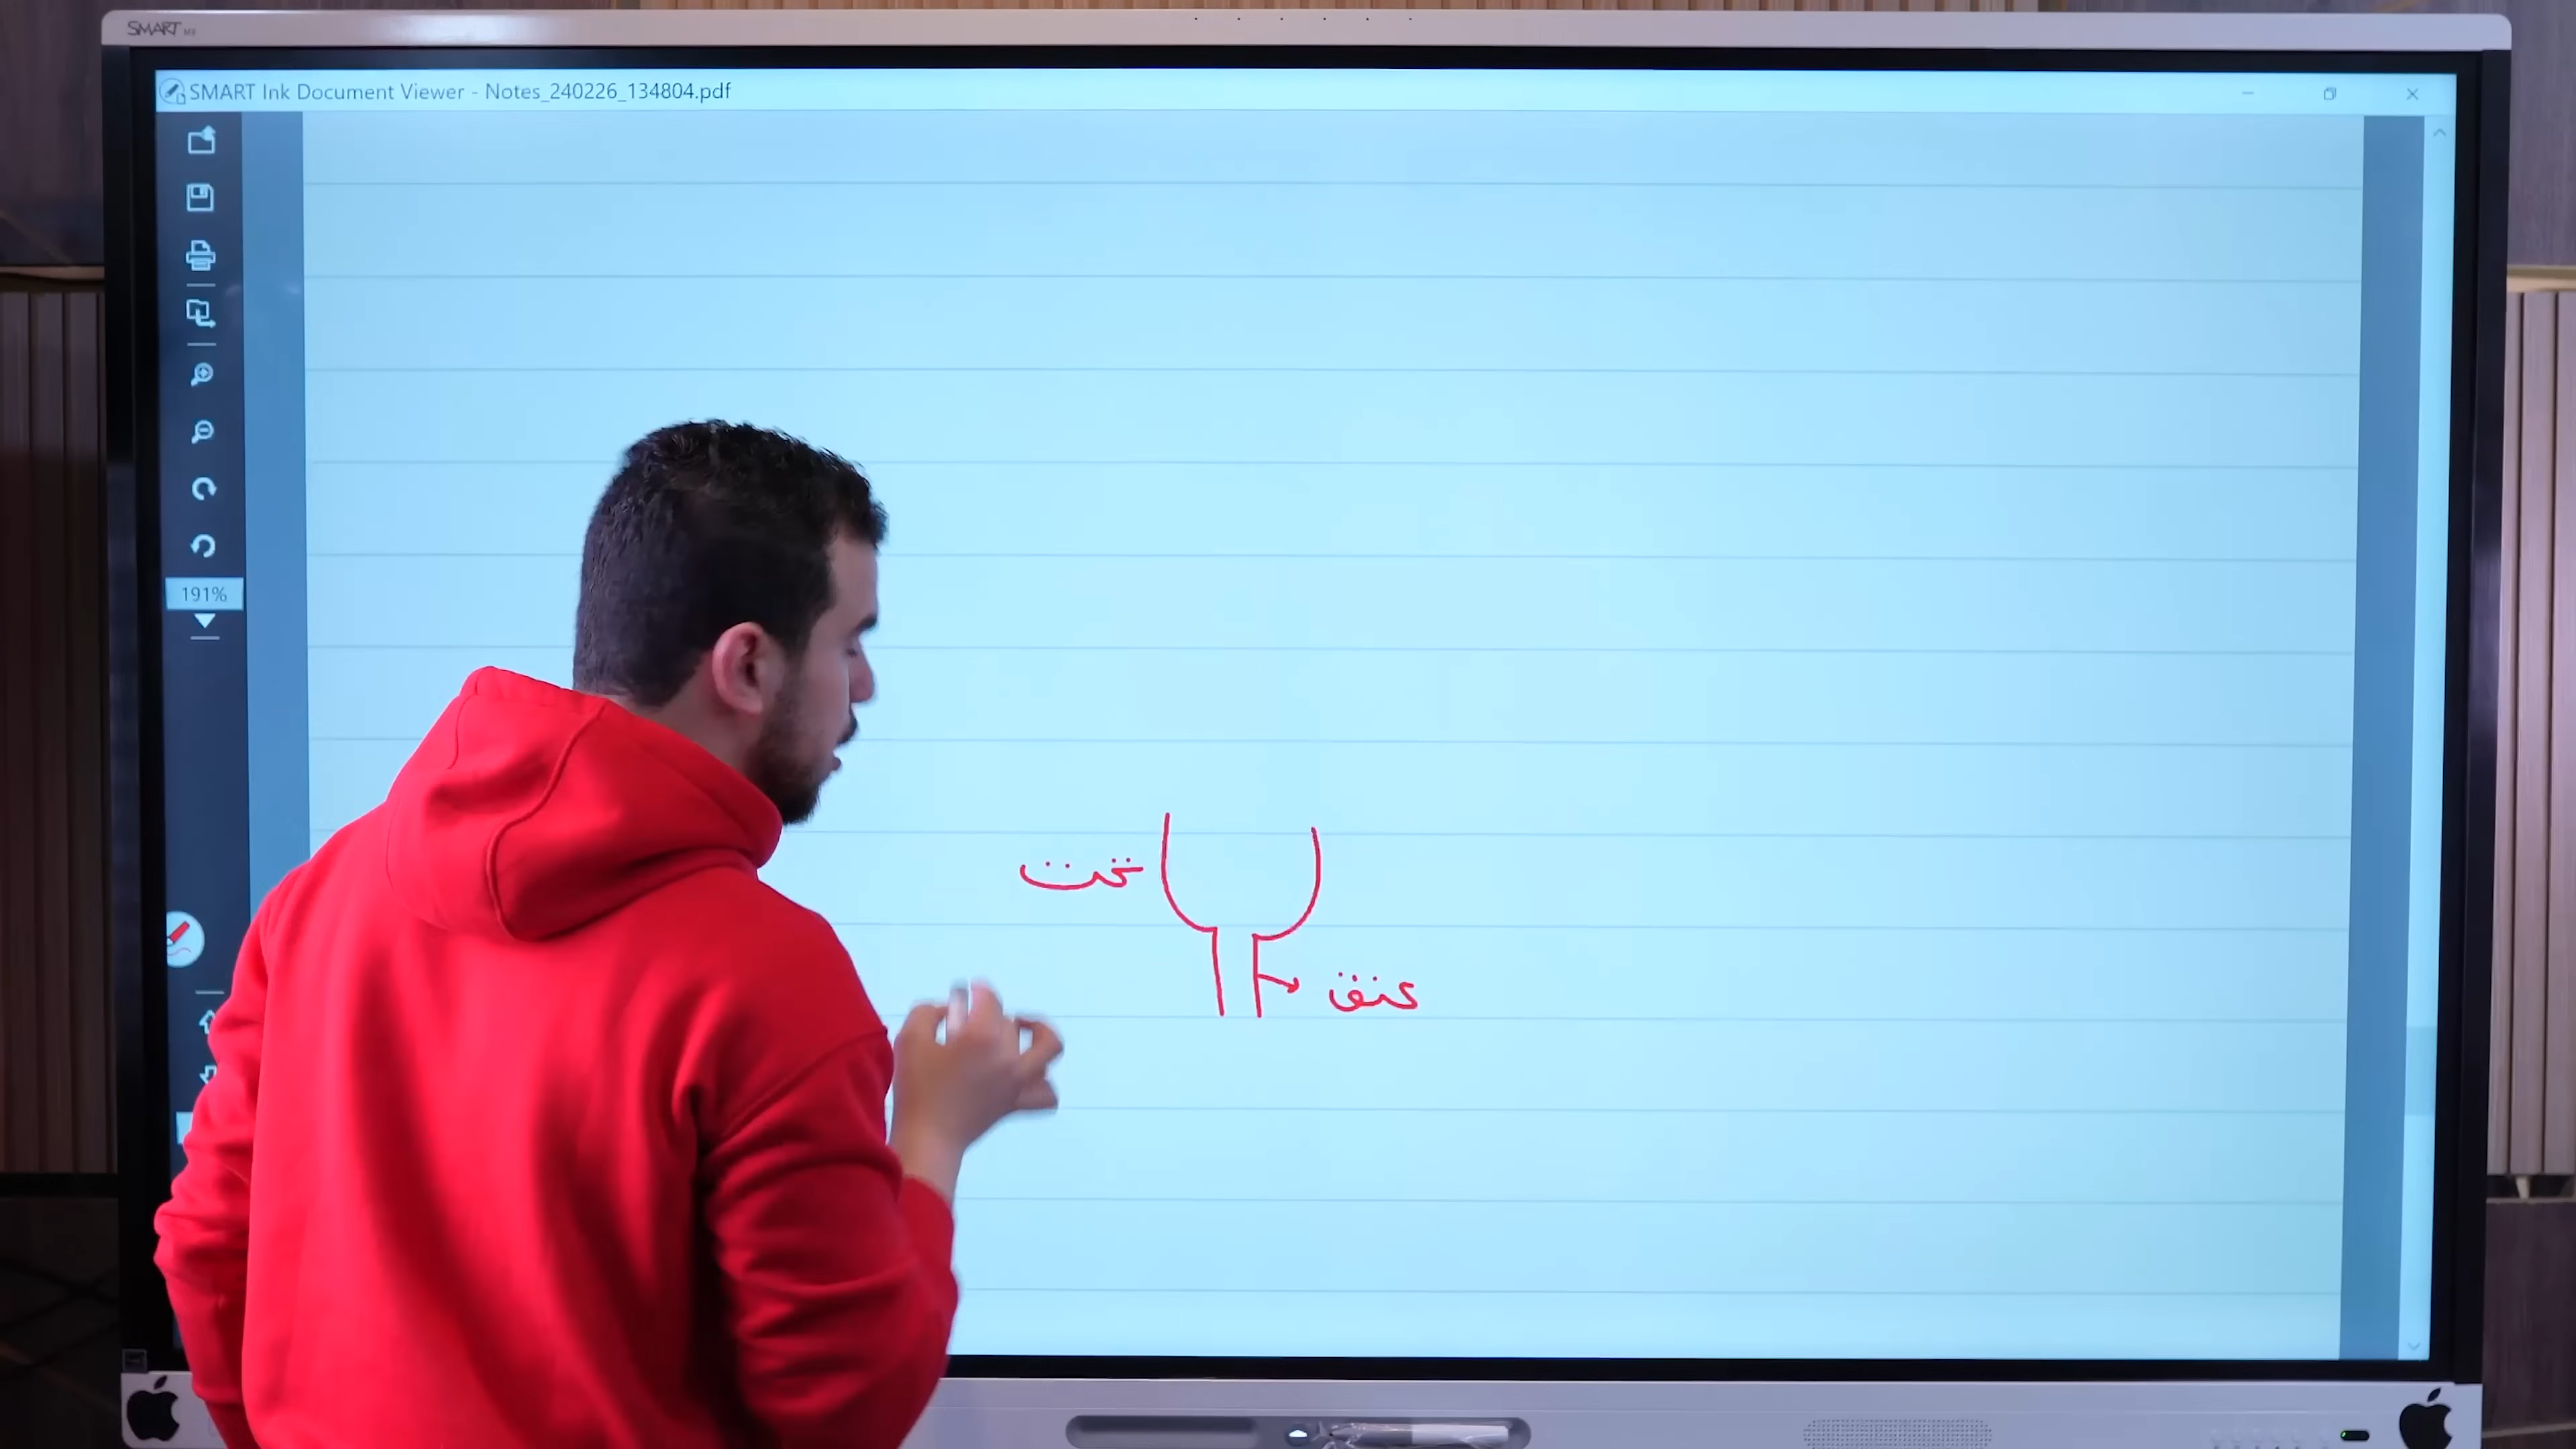 SMART
SMART Ink Document Viewer - Notes_240226_134804.pdf
191%
تخت
عنق